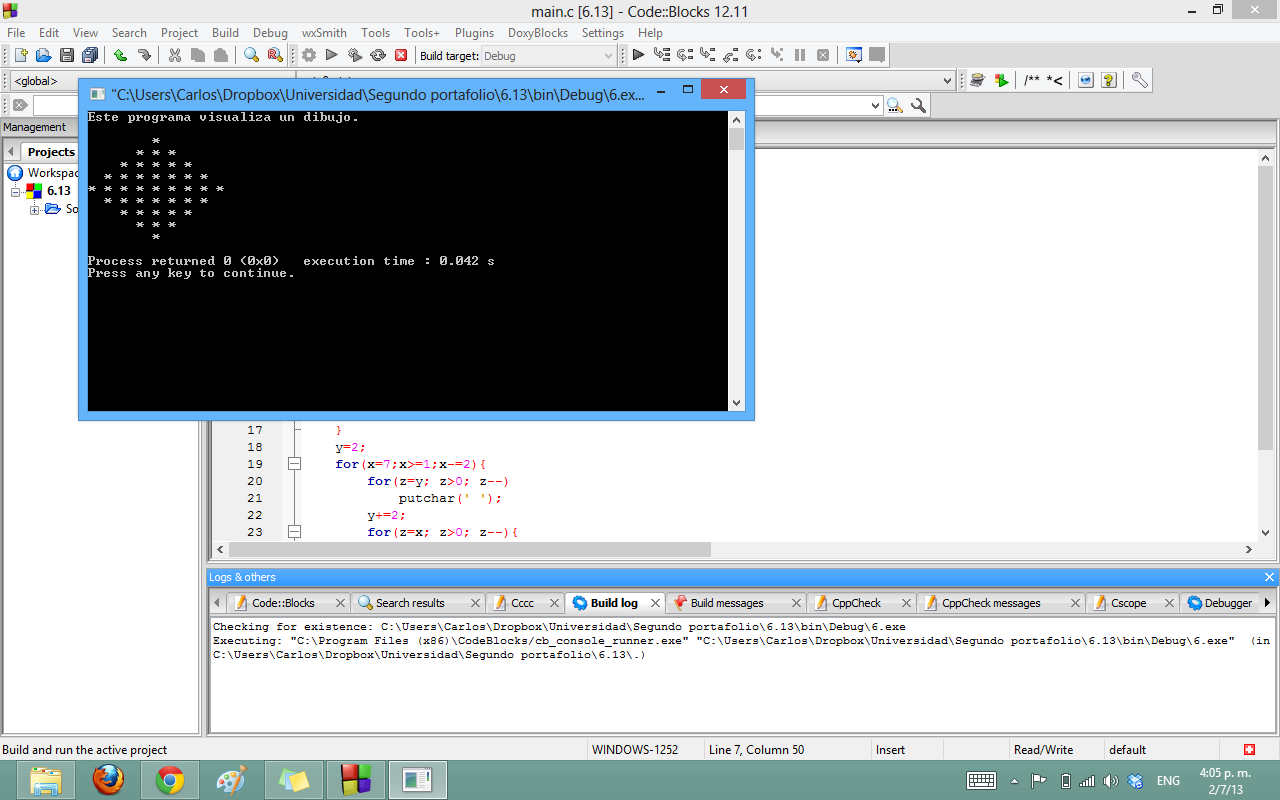 main.c [6.13] - Code::Blocks 12.11
File Edit View Search Project Build Debug wxSmith Tools Tools+ Plugins DoxyBlocks Settings Help
Build target: Debug
<global>
/** *<
"C:\Users\Carlos\Dropbox\Universidad\Segundo portafolio\6.13\bin\Debug\6.ex...
Este programa visualiza un dibujo.
*
* * *
* * * * *
* * * * * * *
* * * * * * * * *
* * * * * * *
* * * * *
* * *
*
Process returned 0 (0x0)   execution time : 0.042 s
Press any key to continue.
Management
Projects
Workspac
6.13
So
17 }
18 y=2;
19 for(x=7;x>=1;x-=2){
20 for(z=y; z>0; z--)
21 putchar(' ');
22 y+=2;
23 for(z=x; z>0; z--){
Logs & others
Code::Blocks Search results Cccc Build log Build messages CppCheck CppCheck messages Cscope Debugger
Checking for existence: C:\Users\Carlos\Dropbox\Universidad\Segundo portafolio\6.13\bin\Debug\6.exe
Executing: "C:\Program Files (x86)\CodeBlocks/cb_console_runner.exe" "C:\Users\Carlos\Dropbox\Universidad\Segundo portafolio\6.13\bin\Debug\6.exe"  (in
C:\Users\Carlos\Dropbox\Universidad\Segundo portafolio\6.13\.)
Build and run the active project WINDOWS-1252 Line 7, Column 50 Insert Read/Write default
ENG
4:05 p. m.
2/7/13